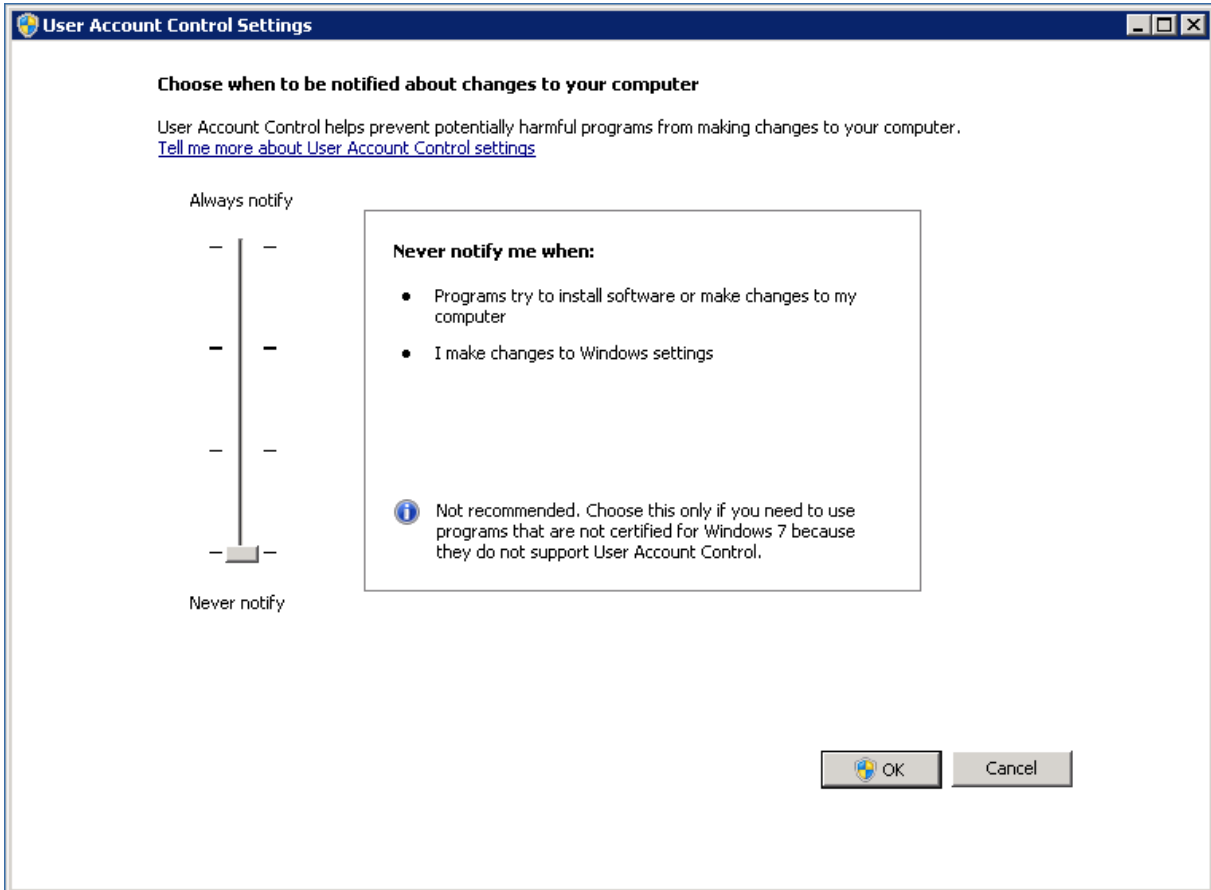 User Account Control Settings
Choose when to be notified about changes to your computer
User Account Control helps prevent potentially harmful programs from making changes to your computer.
Tell me more about User Account Control settings
Always notify
Never notify me when:
● Programs try to install software or make changes to my
computer
● I make changes to Windows settings
Not recommended. Choose this only if you need to use
programs that are not certified for Windows 7 because
they do not support User Account Control.
Never notify
OK
Cancel